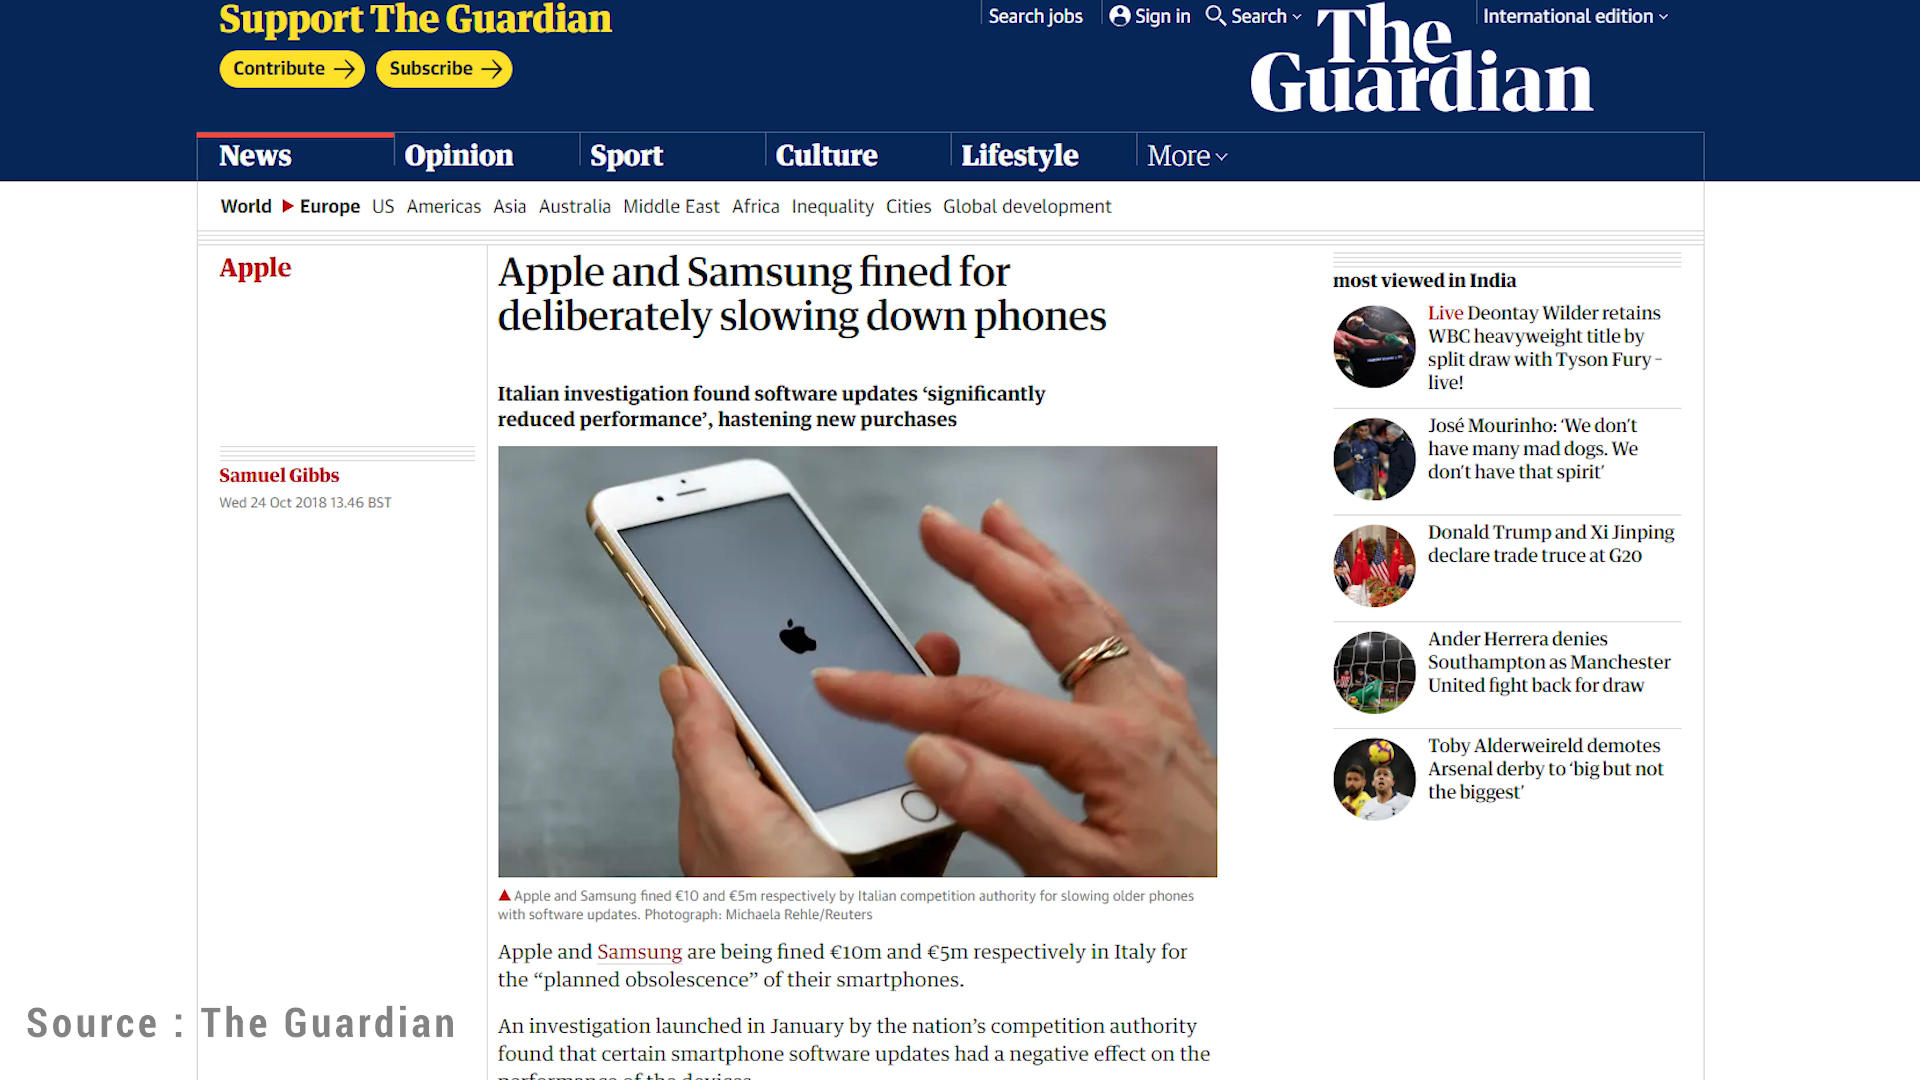 Support The Guardian
Contribute →
Subscribe →
Search jobs
Sign in
Search
International edition
The
Guardian
News
Opinion
Sport
Culture
Lifestyle
More
World
Europe
US
Americas
Asia
Australia
Middle East
Africa
Inequality
Cities
Global development
Apple
Samuel Gibbs
Wed 24 Oct 2018 13.46 BST
Apple and Samsung fined for
deliberately slowing down phones
Italian investigation found software updates ‘significantly
reduced performance’, hastening new purchases
Apple and Samsung fined €10 and €5m respectively by Italian competition authority for slowing older phones
with software updates. Photograph: Michaela Rehle/Reuters
Apple and Samsung are being fined €10m and €5m respectively in Italy for
the “planned obsolescence” of their smartphones.
An investigation launched in January by the nation’s competition authority
found that certain smartphone software updates had a negative effect on the
performance of the devices.
most viewed in India
Live Deontay Wilder retains
WBC heavyweight title by
split draw with Tyson Fury –
live!
José Mourinho: ‘We don’t
have many mad dogs. We
don’t have that spirit’
Donald Trump and Xi Jinping
declare trade truce at G20
Ander Herrera denies
Southampton as Manchester
United fight back for draw
Toby Alderweireld demotes
Arsenal derby to ‘big but not
the biggest’
Source : The Guardian